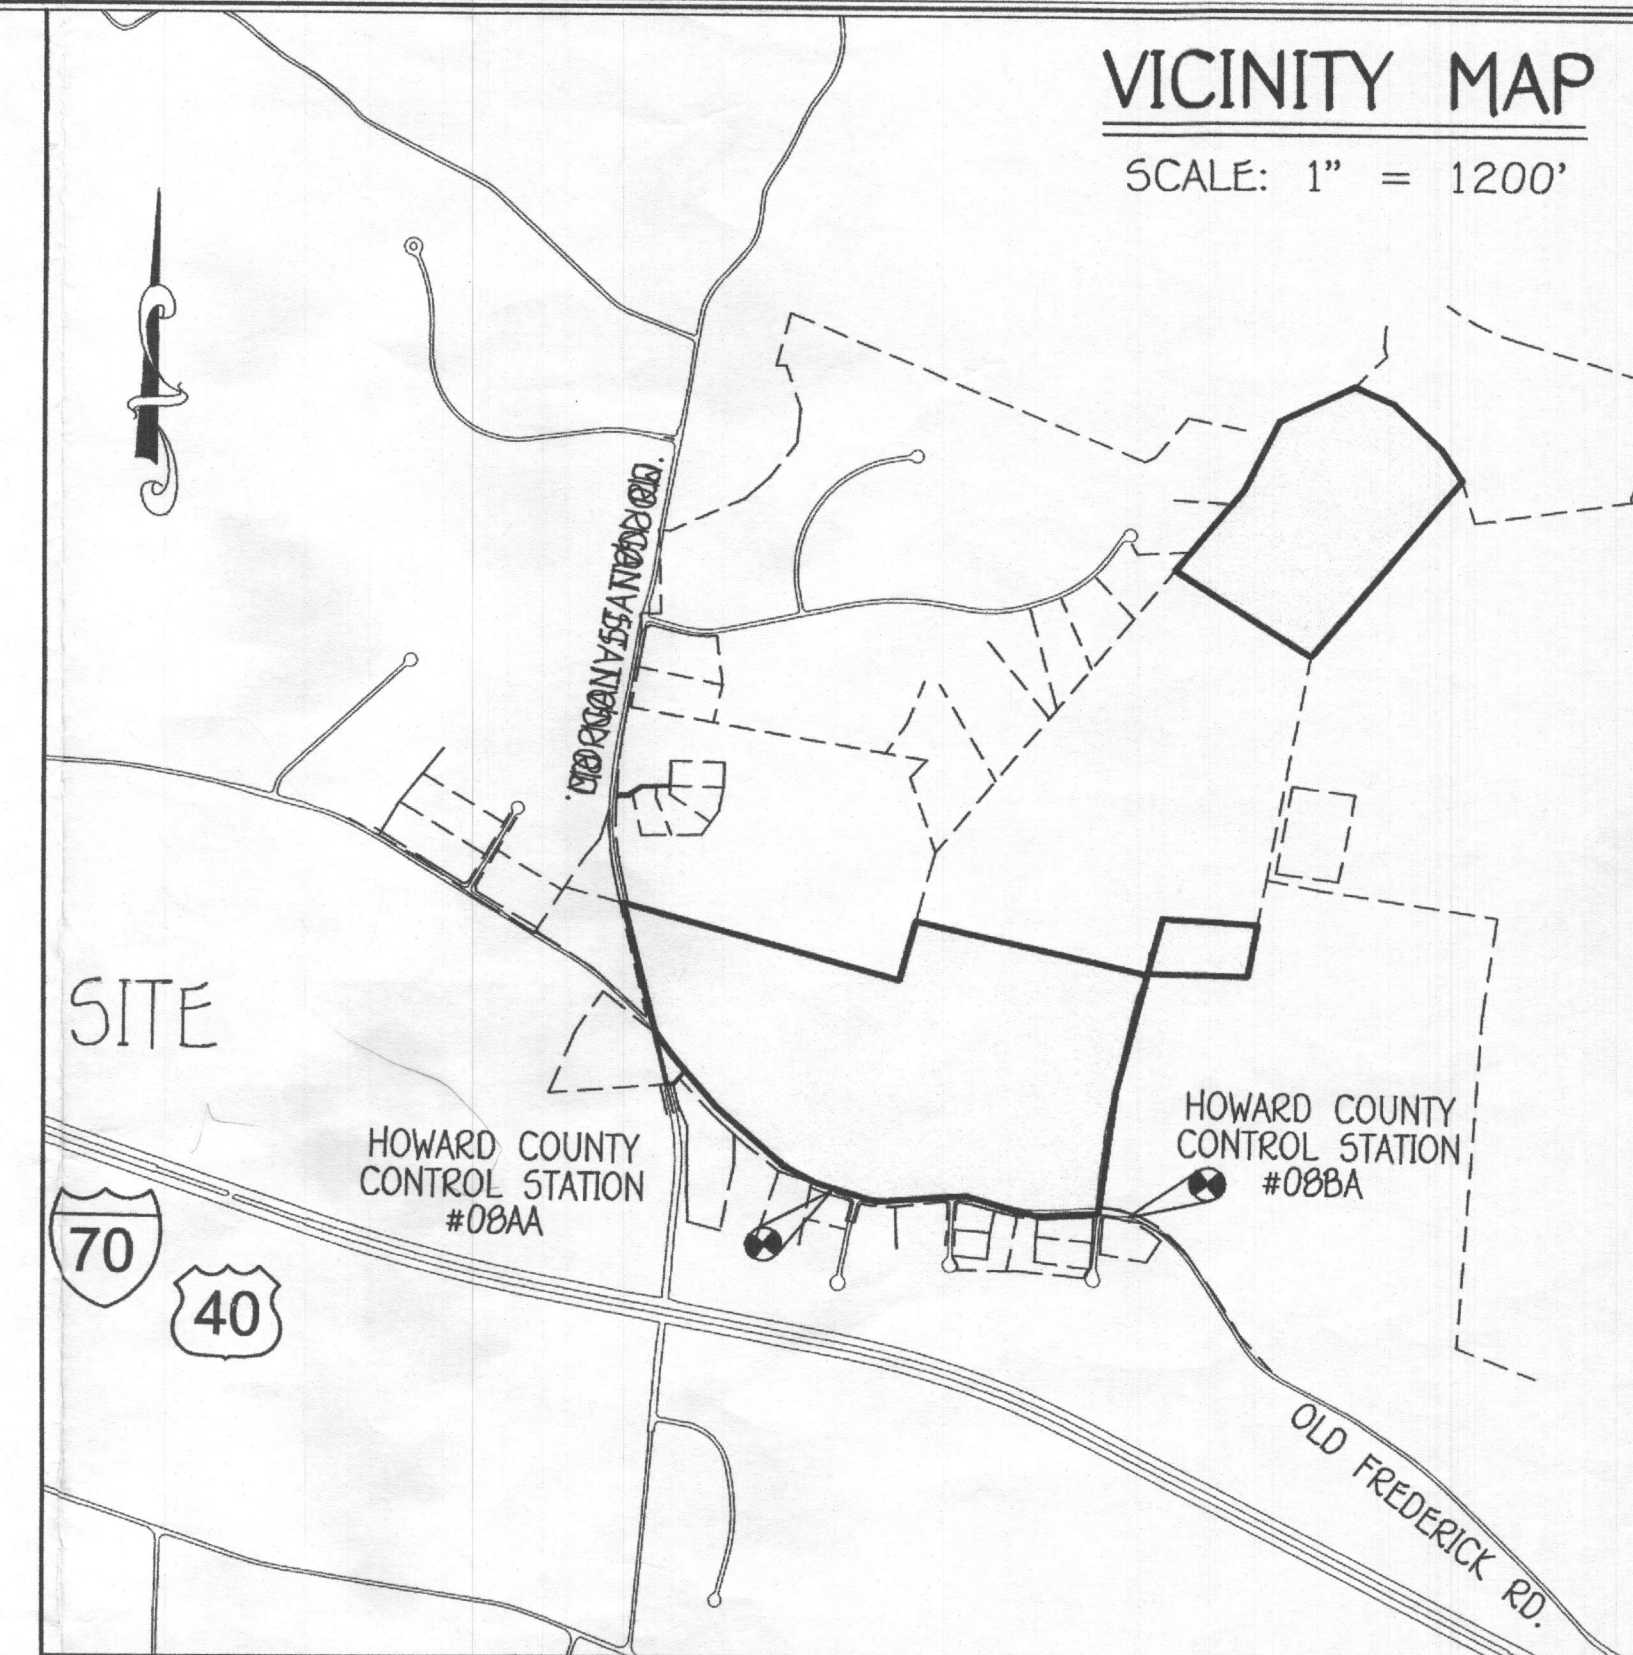 VICINITY MAP
SCALE: 1” = 1200’
SITE
HOWARD COUNTY
CONTROL STATION
#08AA
HOWARD COUNTY
CONTROL STATION
#08BA
70
40
OLD FREDERICK RD.